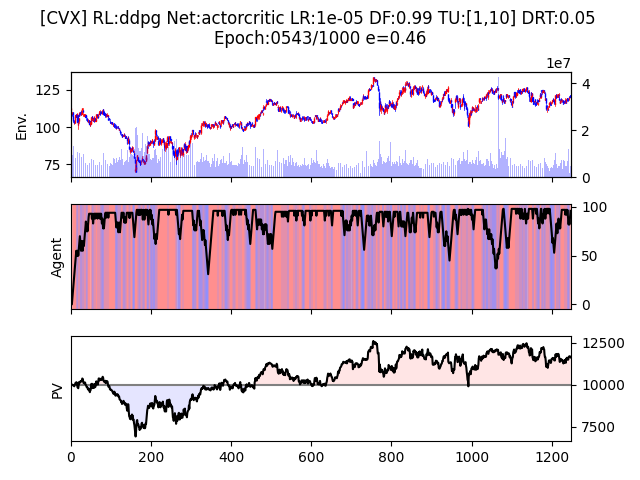 [CVX] RL:ddpg Net:actorcritic LR:1e-05 DF:0.99 TU:[1,10] DRT:0.05
Epoch:0543/1000 e=0.46
1e7
Env.
125
100
75
4
2
0
Agent
100
50
0
PV
12500
10000
7500
0 200 400 600 800 1000 1200